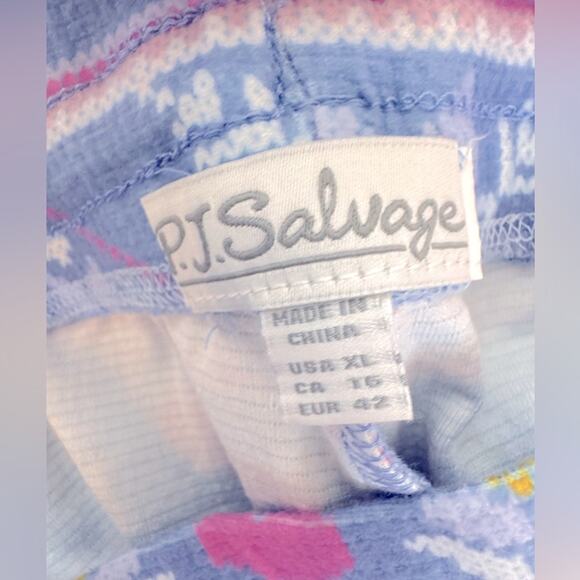 P.J.Salvage
MADE IN
CHINA
USA XL
CA 16
EUR 42